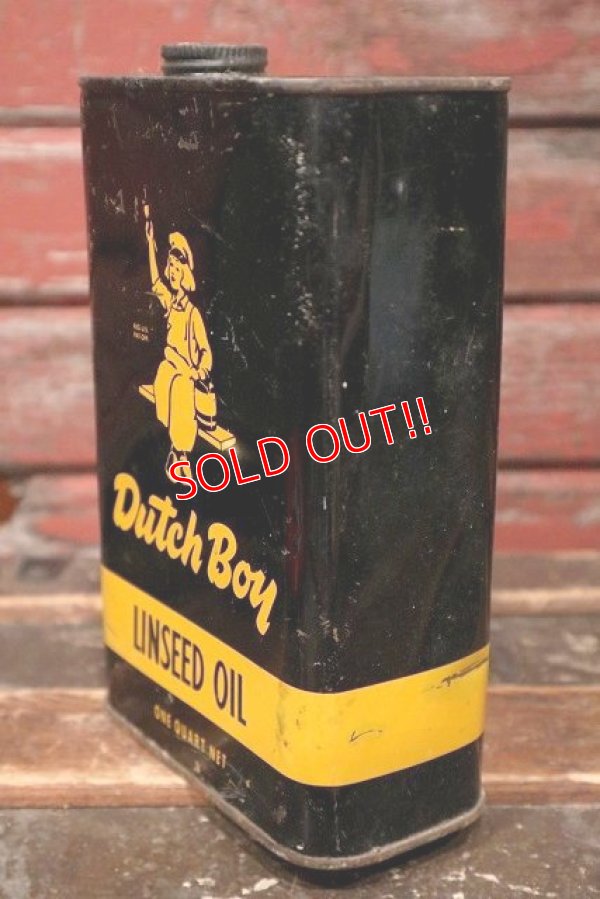 SOLD OUT!!
Dutch Boy
LINSEED OIL
ONE QUART NET